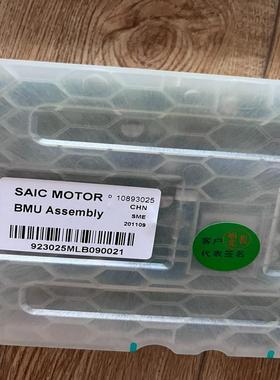 SAIC MOTOR
D 10893025
CHN
BMU Assembly
SME
201109
923025MLB090021
客户
代表签名